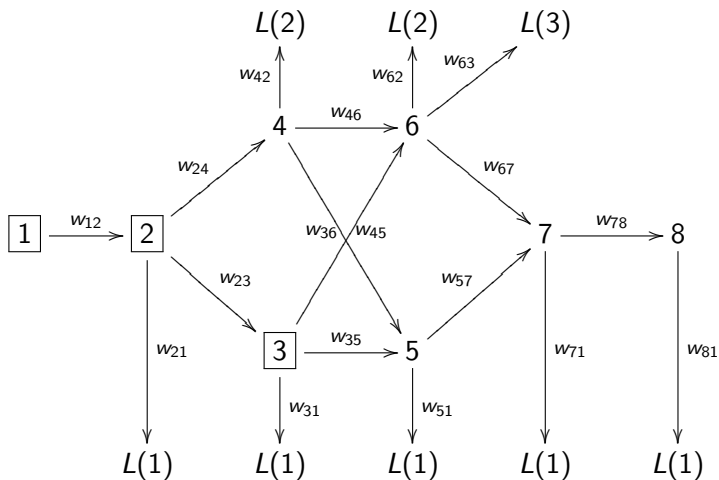 L(2) L(2) L(3)
w₄₂ w₆₂ w₆₃
w₄₆
4 6
w₂₄ w₆₇
w₁₂ w₃₆ w₄₅ w₇₈
1 2 7 8
w₂₃ w₅₇
w₃₅
3 5
w₂₁ w₇₁ w₈₁
w₃₁ w₅₁
L(1) L(1) L(1) L(1) L(1)